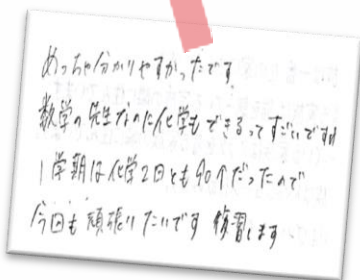 めっちゃ分かりやすかったです
数学の先生なのに化学もできるってすごいです!!
1学期は化学2回とも90个だったので
今回も頑張りたいです 復習します